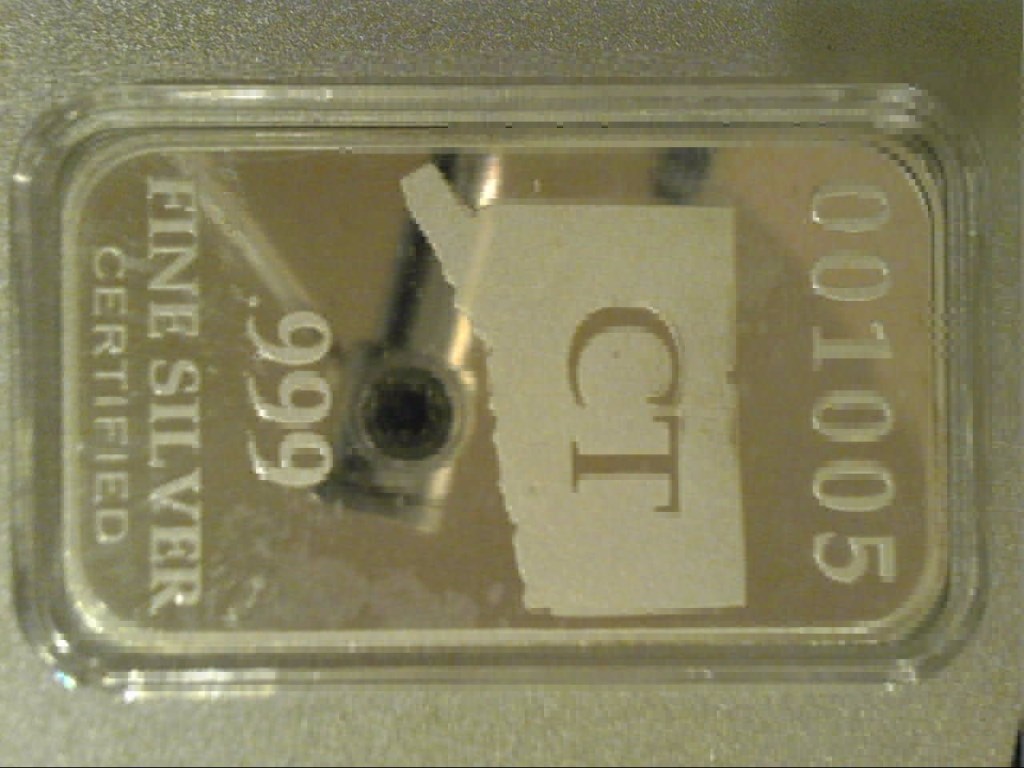 001005
CT
.999
FINE SILVER
CERTIFIED